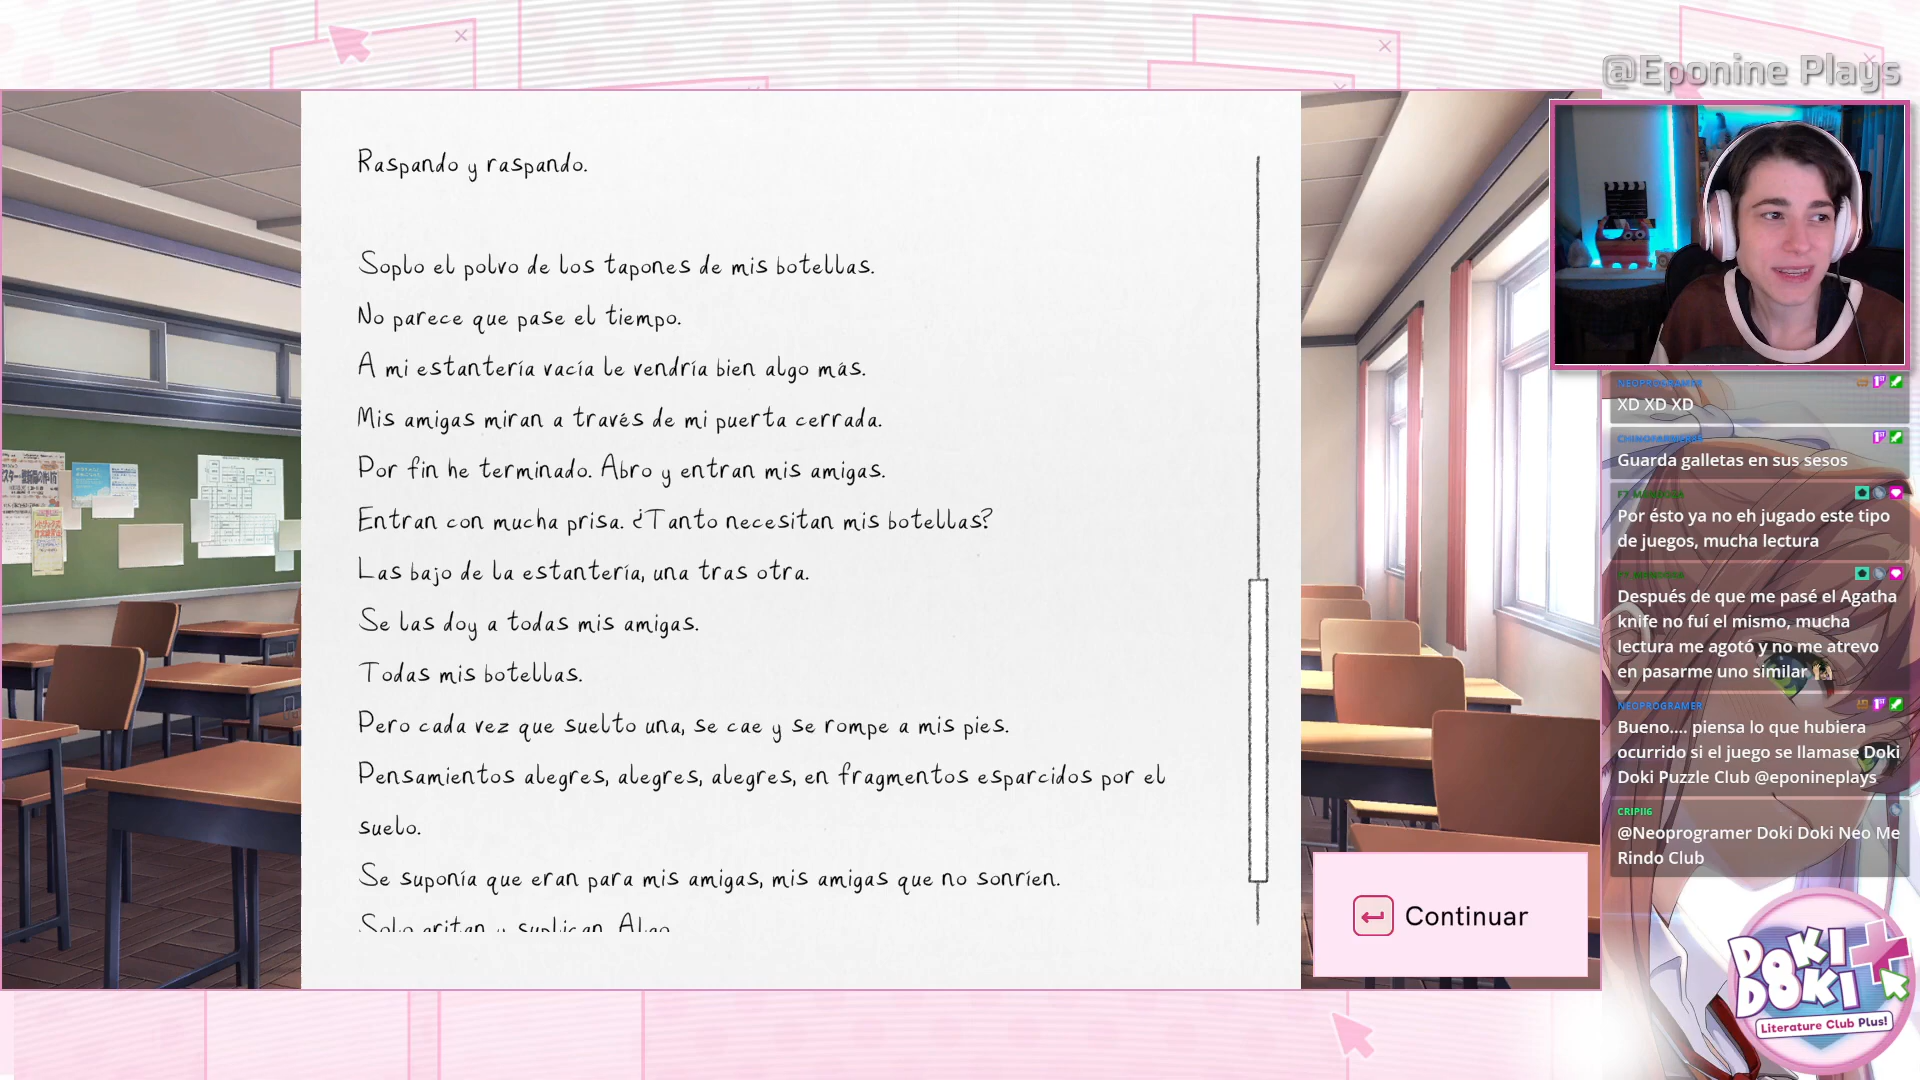 @Eponine Plays
Raspando y raspando.
Soplo el polvo de los tapones de mis botellas.
No parece que pase el tiempo.
A mi estantería vacía le vendría bien algo más.
Mis amigas miran a través de mi puerta cerrada.
Por fin he terminado. Abro y entran mis amigas.
Entran con mucha prisa. ¿Tanto necesitan mis botellas?
Las bajo de la estantería, una tras otra.
Se las doy a todas mis amigas.
Todas mis botellas.
Pero cada vez que suelto una, se cae y se rompe a mis pies.
Pensamientos alegres, alegres, alegres, en fragmentos esparcidos por el
suelo.
Se suponía que eran para mis amigas, mis amigas que no sonríen.
Solo gritan y suplican. Algo
Continuar
NEOPROGRAMER
XD XD XD
Guarda galletas en sus sesos
Por ésto ya no eh jugado este tipo
de juegos, mucha lectura
Después de que me pasé el Agatha
knife no fuí el mismo, mucha
lectura me agotó y no me atrevo
en pasarme uno similar
NEOPROGRAMER
Bueno.... piensa lo que hubiera
ocurrido si el juego se llamase Doki
Doki Puzzle Club @eponineplays
CRIPI16
@Neoprogramer Doki Doki Neo Me
Rindo Club
DOKI
DOKI
Literature Club Plus!